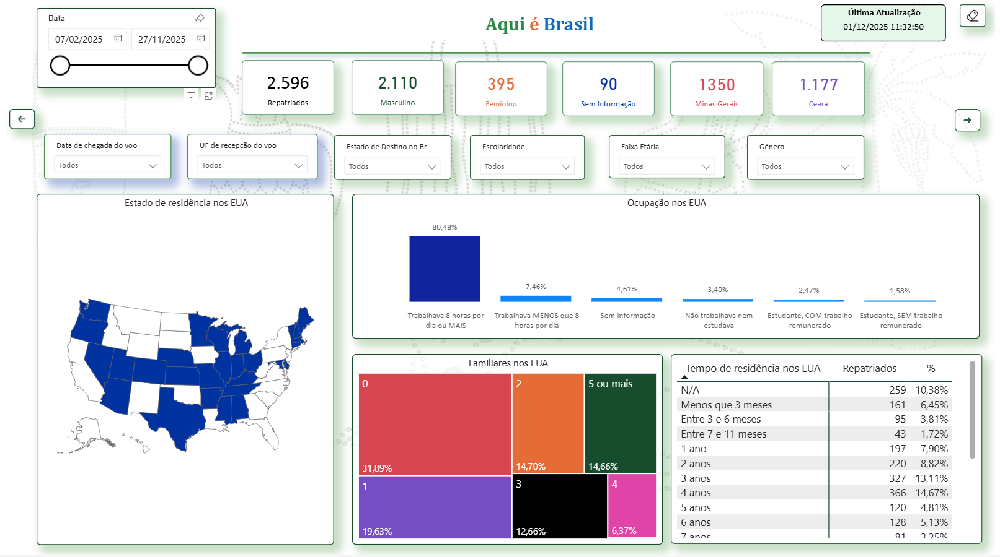 Data
07/02/2025
27/11/2025
Aqui é Brasil
Última Atualização
01/12/2025 11:32:50
2.596
Repatriados
2.110
Masculino
395
Feminino
90
Sem Informação
1350
Minas Gerais
1.177
Ceará
Data de chegada do voo
Todos
UF de recepção do voo
Todos
Estado de Destino no Br...
Todos
Escolaridade
Todos
Faixa Etária
Todos
Gênero
Todos
Estado de residência nos EUA
Ocupação nos EUA
80,48%
7,46%
4,61%
3,40%
2,47%
1,58%
Trabalhava 8 horas por
dia ou MAIS
Trabalhava MENOS que 8
horas por dia
Sem Informação
Não trabalhava nem
estudava
Estudante, COM trabalho
remunerado
Estudante, SEM trabalho
remunerado
Familiares nos EUA
0
31,89%
1
19,63%
2
14,70%
5 ou mais
14,66%
3
12,66%
4
6,37%
Tempo de residência nos EUA Repatriados %
N/A 259 10,38%
Menos que 3 meses 161 6,45%
Entre 3 e 6 meses 95 3,81%
Entre 7 e 11 meses 43 1,72%
1 ano 197 7,90%
2 anos 220 8,82%
3 anos 327 13,11%
4 anos 366 14,67%
5 anos 120 4,81%
6 anos 128 5,13%
7 anos 81 3,25%